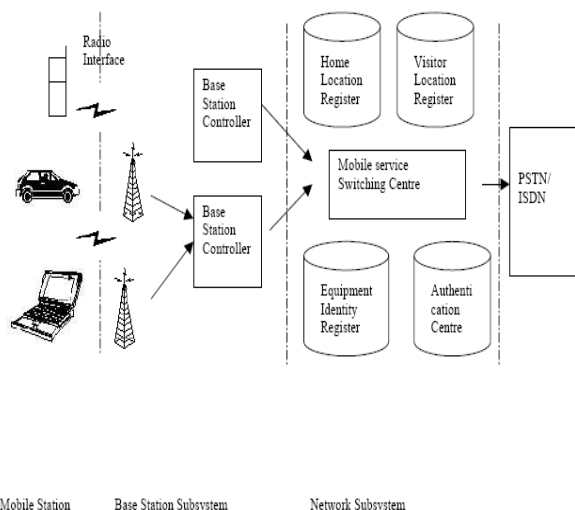 Radio
Interface
Home
Location
Register
Visitor
Location
Register
Base
Station
Controller
Mobile service
Switching Centre
PSTN/
ISDN
Base
Station
Controller
Equipment
Identity
Register
Authenti
cation
Centre
Mobile Station
Base Station Subsystem
Network Subsystem